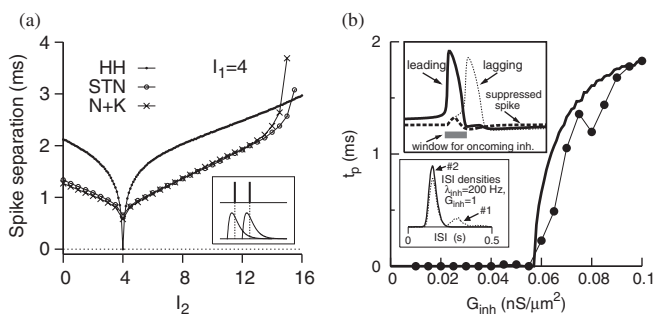 (a)
4
3
2
1
0
Spike separation (ms)
HH
STN
N+K
I1=4
0
4
8
12
16
I2
(b)
2
1
0
tp (ms)
leading
lagging
suppressed
spike
window for oncoming inh.
#2
ISI densities
λinh=200 Hz,
Ginh=1
#1
0
ISI (s)
0.5
0
0.02
0.04
0.06
0.08
0.1
Ginh (nS/μm2)